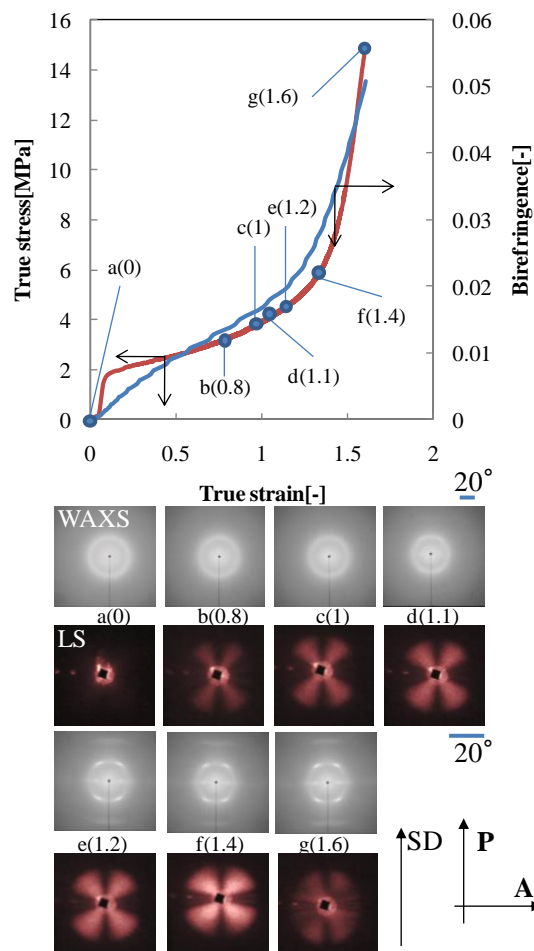 True stress[MPa]
16
14
12
10
8
6
4
2
0
0.06
0.05
0.04
0.03
0.02
0.01
0
Birefringence[-]
g(1.6)
e(1.2)
c(1)
a(0)
f(1.4)
d(1.1)
b(0.8)
0 0.5 1 1.5 2
True strain[-]
20°
WAXS
a(0) b(0.8) c(1) d(1.1)
LS
20°
e(1.2) f(1.4) g(1.6)
SD
P
A